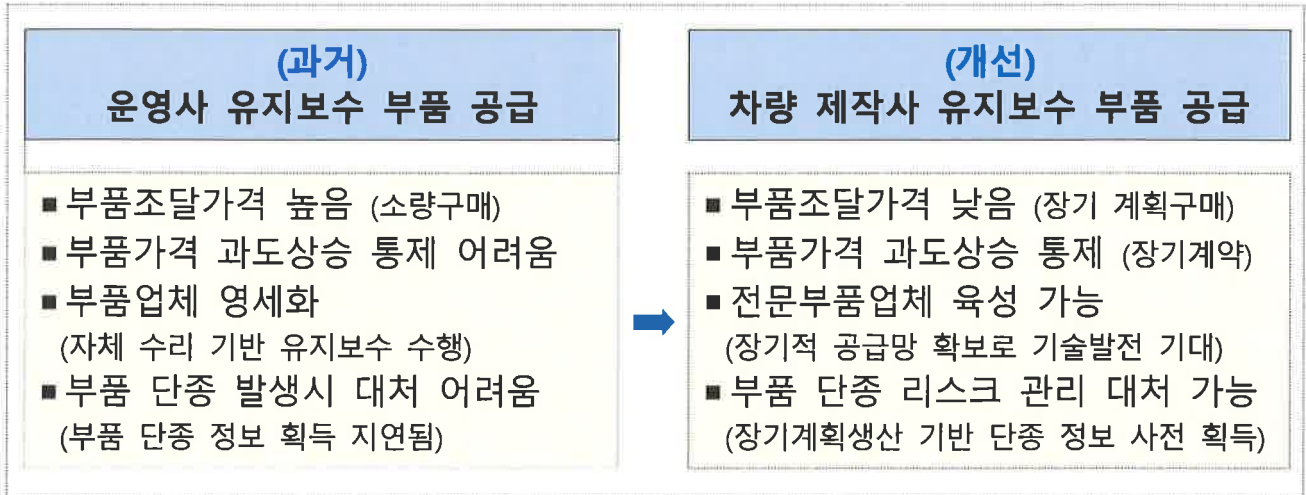 (과거)
운영사 유지보수 부품 공급
■ 부품조달가격 높음 (소량구매)
■ 부품가격 과도상승 통제 어려움
■ 부품업체 영세화
(자체 수리 기반 유지보수 수행)
■ 부품 단종 발생시 대처 어려움
(부품 단종 정보 획득 지연됨)
(개선)
차량 제작사 유지보수 부품 공급
■ 부품조달가격 낮음 (장기 계획구매)
■ 부품가격 과도상승 통제 (장기계약)
■ 전문부품업체 육성 가능
(장기적 공급망 확보로 기술발전 기대)
■ 부품 단종 리스크 관리 대처 가능
(장기계획생산 기반 단종 정보 사전 획득)